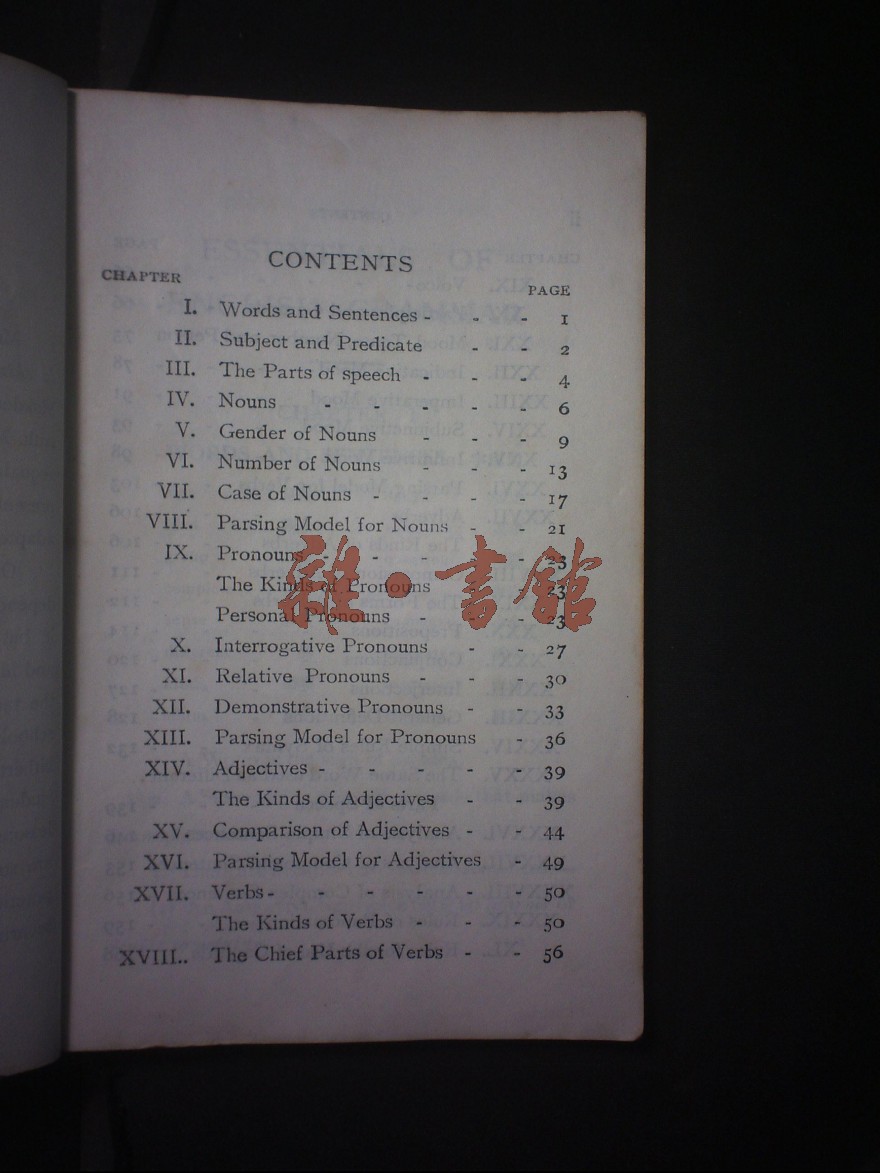 CONTENTS
CHAPTER PAGE
I. Words and Sentences - - - 1
II. Subject and Predicate - - 2
III. The Parts of speech - - - 4
IV. Nouns - - - - - 6
V. Gender of Nouns - - - 9
VI. Number of Nouns - - - 13
VII. Case of Nouns - - - - 17
VIII. Parsing Model for Nouns - - 21
IX. Pronouns - - - - - 23
The Kinds of Pronouns - - 23
Personal Pronouns - - - 23
X. Interrogative Pronouns - - 27
XI. Relative Pronouns - - - 30
XII. Demonstrative Pronouns - - 33
XIII. Parsing Model for Pronouns - 36
XIV. Adjectives - - - - - 39
The Kinds of Adjectives - - 39
XV. Comparison of Adjectives - - 44
XVI. Parsing Model for Adjectives - 49
XVII. Verbs - - - - - - 50
The Kinds of Verbs - - - 50
XVIII.. The Chief Parts of Verbs - - 56
雜·書館